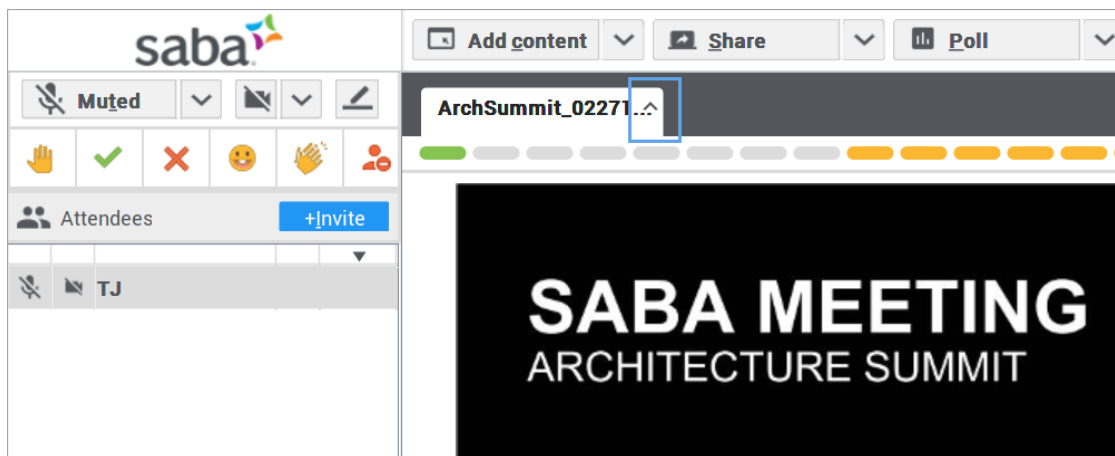 saba
Add content
Share
Poll
Muted
ArchSummit_02271...
Attendees
+Invite
TJ
SABA MEETING
ARCHITECTURE SUMMIT